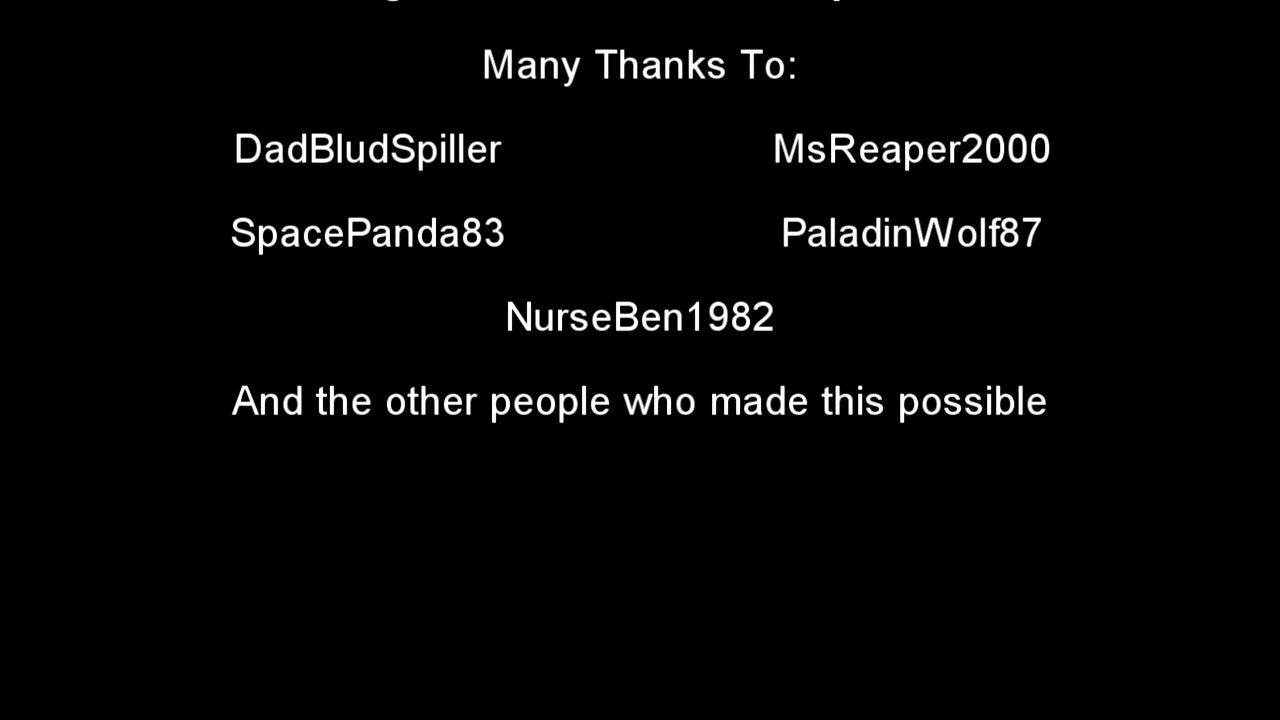 Many Thanks To:
DadBludSpiller MsReaper2000
SpacePanda83 PaladinWolf87
NurseBen1982
And the other people who made this possible